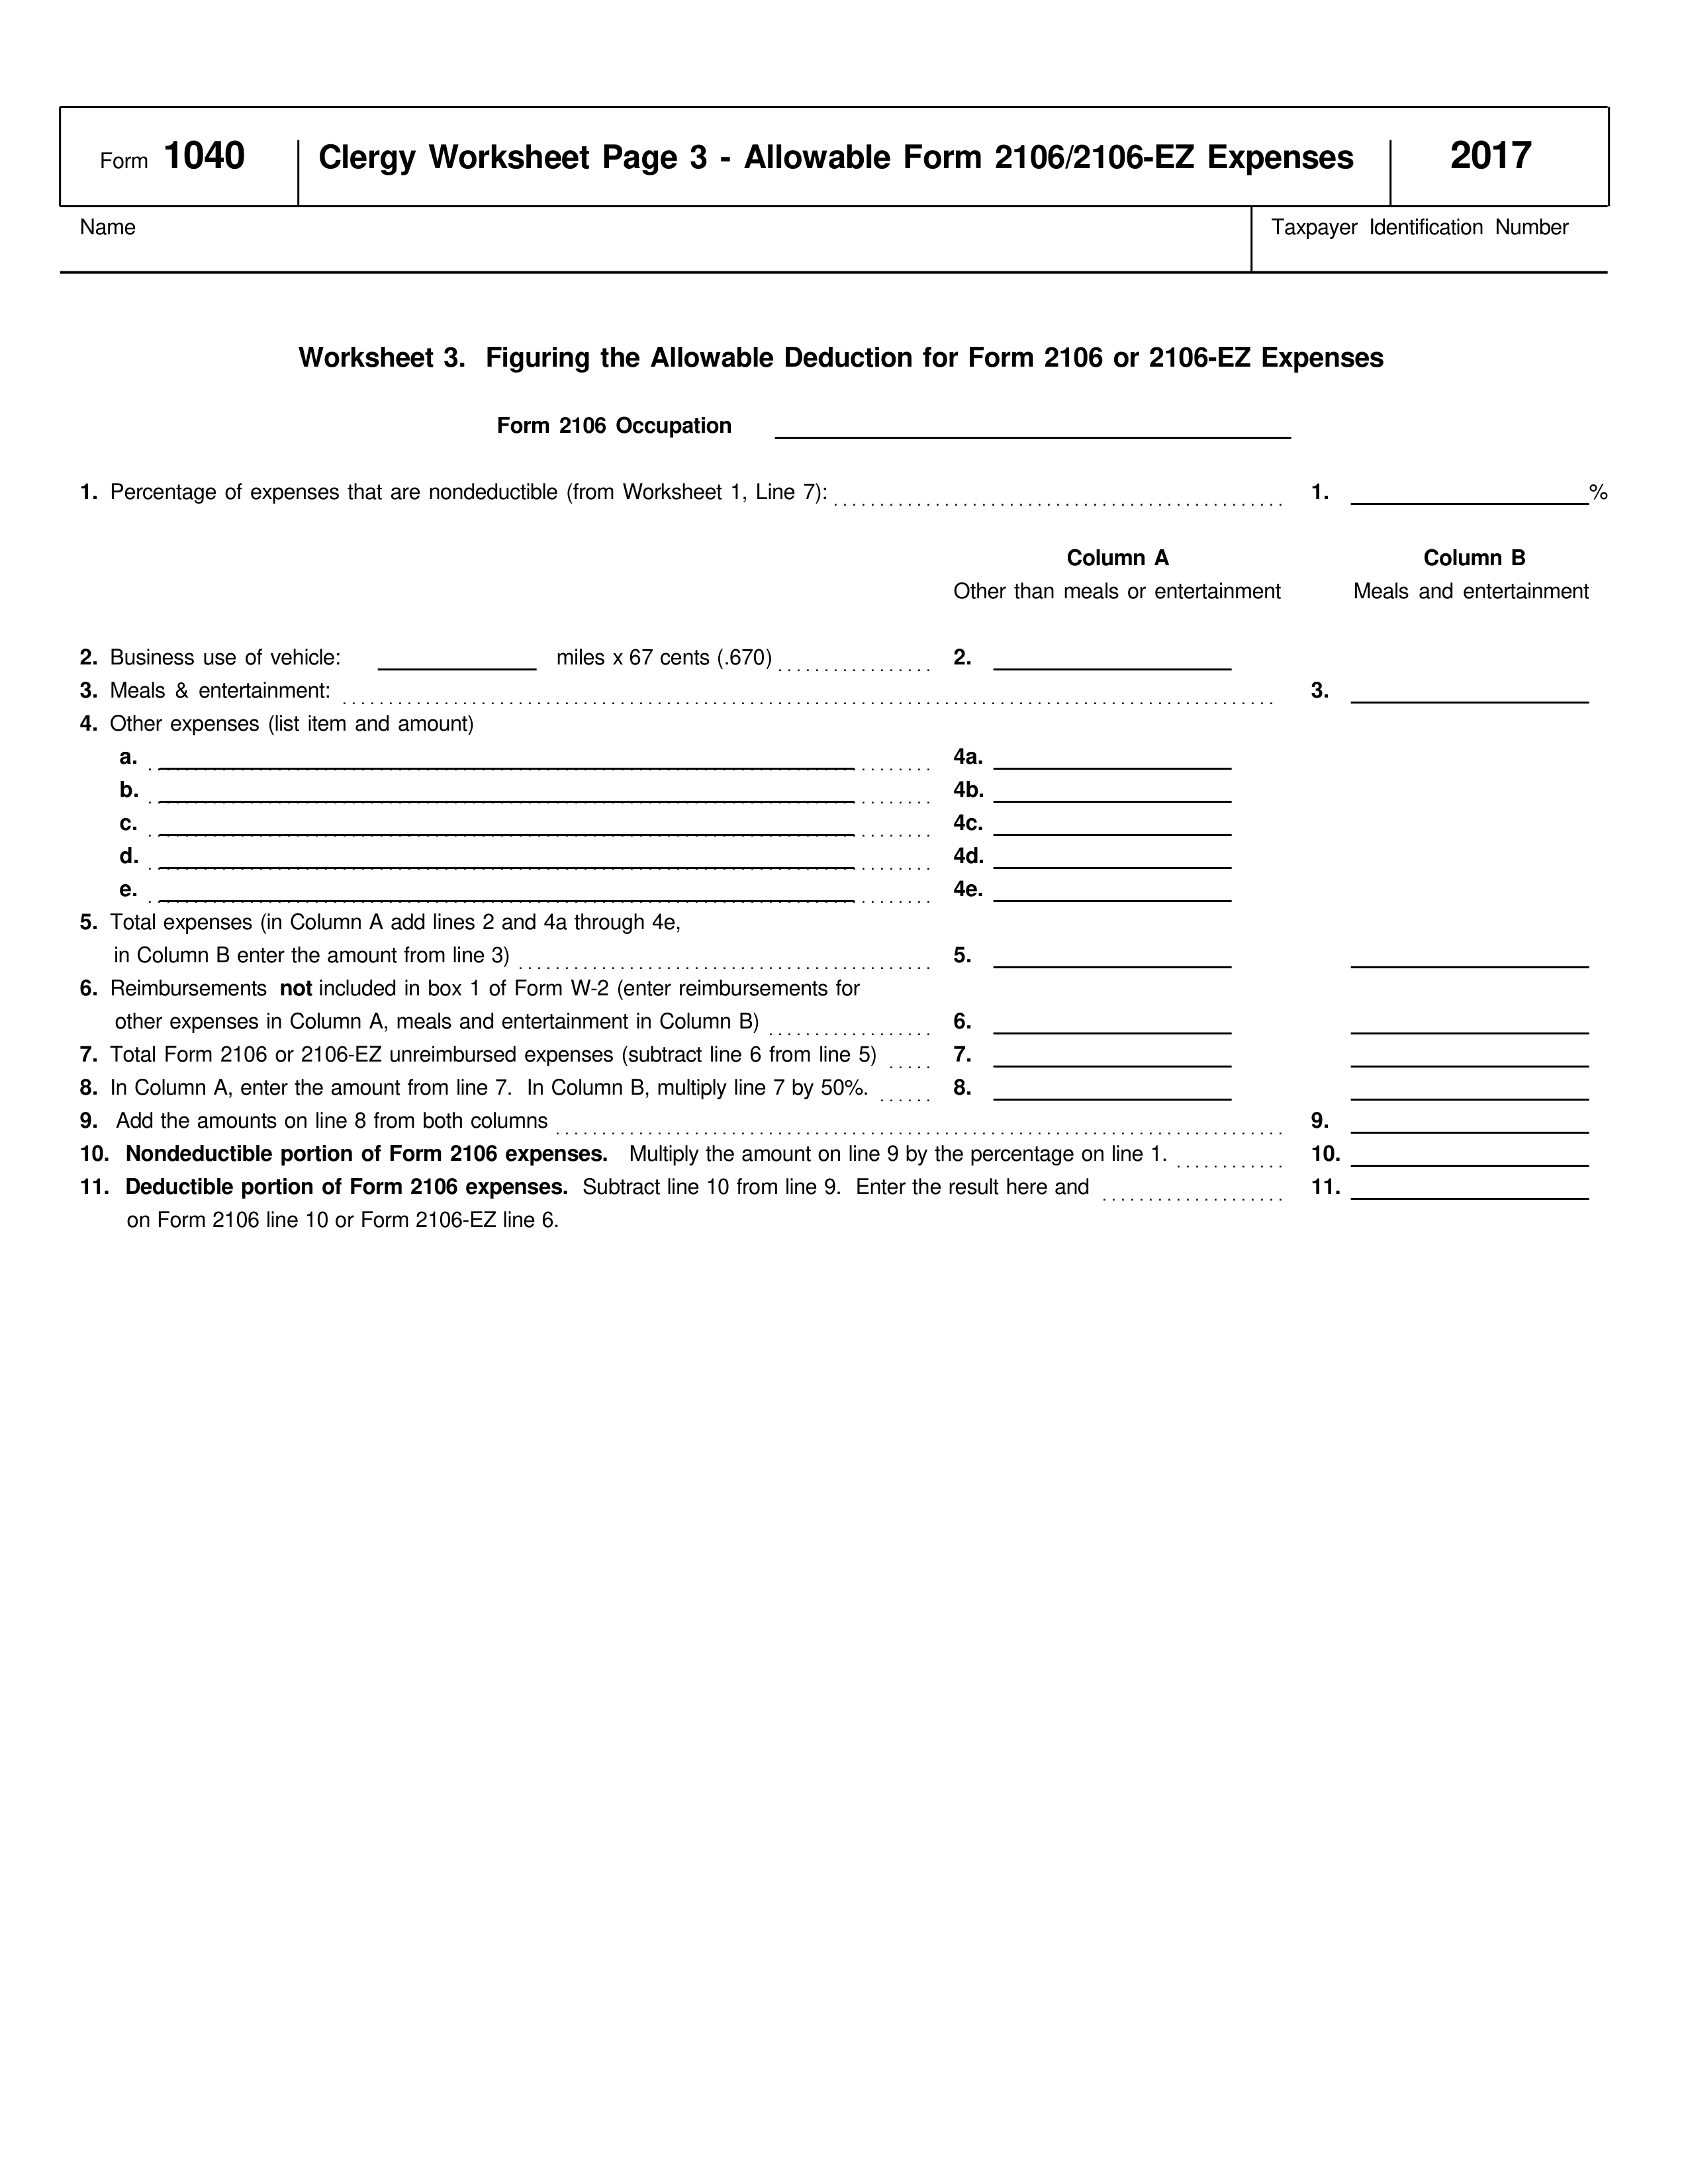 Form 1040 Clergy Worksheet Page 3 - Allowable Form 2106/2106-EZ Expenses 2017
Name Taxpayer Identification Number
Worksheet 3. Figuring the Allowable Deduction for Form 2106 or 2106-EZ Expenses
Form 2106 Occupation
1. Percentage of expenses that are nondeductible (from Worksheet 1, Line 7): 1. %
Column A Column B
Other than meals or entertainment Meals and entertainment
2. Business use of vehicle: miles x 67 cents (.670) 2.
3. Meals & entertainment: 3.
4. Other expenses (list item and amount)
a. 4a.
b. 4b.
c. 4c.
d. 4d.
e. 4e.
5. Total expenses (in Column A add lines 2 and 4a through 4e,
in Column B enter the amount from line 3) 5.
6. Reimbursements not included in box 1 of Form W-2 (enter reimbursements for
other expenses in Column A, meals and entertainment in Column B) 6.
7. Total Form 2106 or 2106-EZ unreimbursed expenses (subtract line 6 from line 5) 7.
8. In Column A, enter the amount from line 7. In Column B, multiply line 7 by 50%. 8.
9. Add the amounts on line 8 from both columns 9.
10. Nondeductible portion of Form 2106 expenses. Multiply the amount on line 9 by the percentage on line 1. 10.
11. Deductible portion of Form 2106 expenses. Subtract line 10 from line 9. Enter the result here and 11.
on Form 2106 line 10 or Form 2106-EZ line 6.